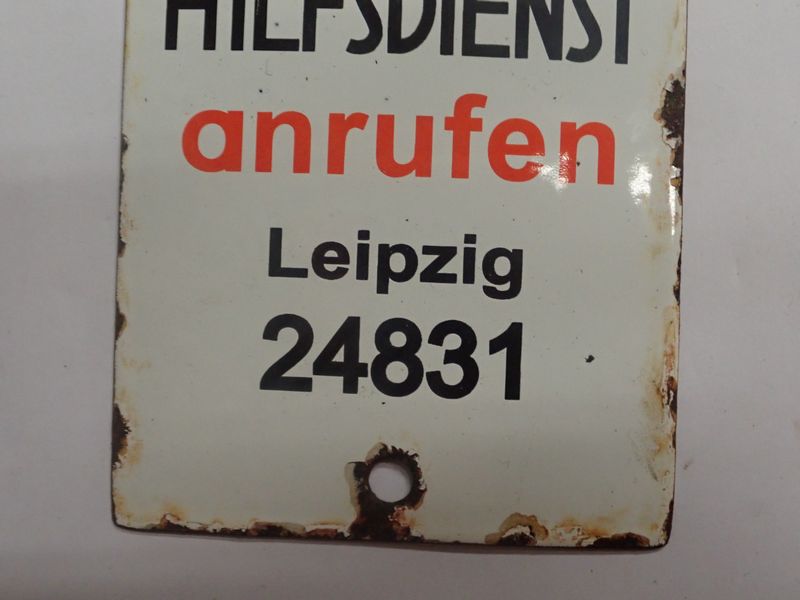 HILFSDIENST
anrufen
Leipzig
24831